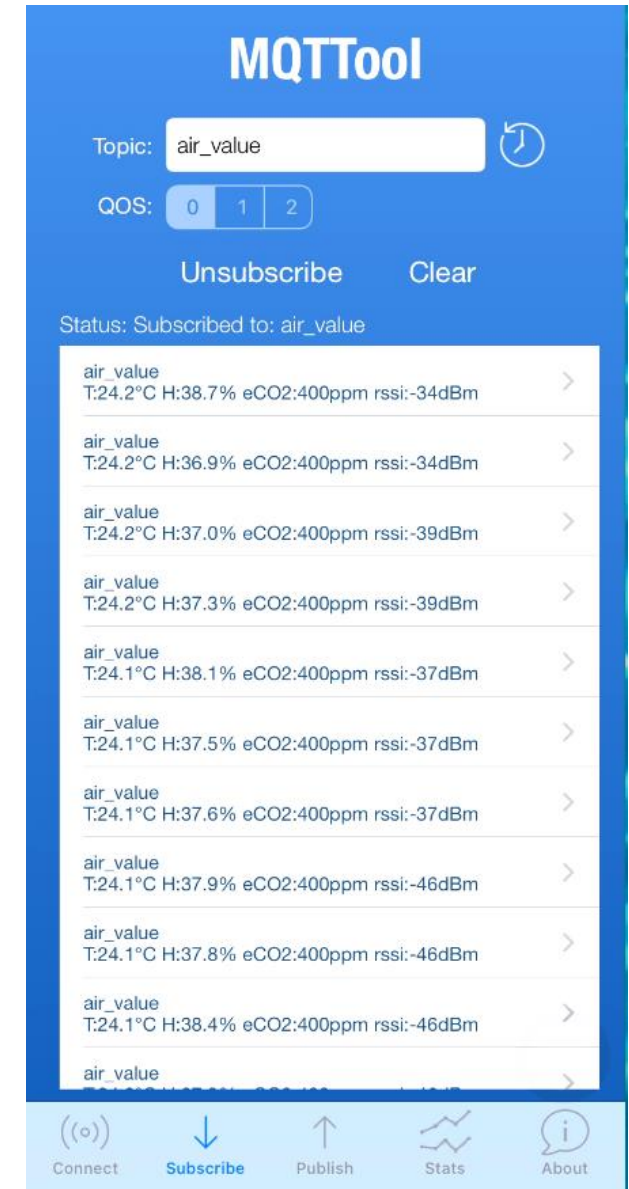 MQTTool
Topic: air_value
QOS: 0 1 2
Unsubscribe Clear
Status: Subscribed to: air_value
air_value
T:24.2°C H:38.7% eCO2:400ppm rssi:-34dBm
air_value
T:24.2°C H:36.9% eCO2:400ppm rssi:-34dBm
air_value
T:24.2°C H:37.0% eCO2:400ppm rssi:-39dBm
air_value
T:24.2°C H:37.3% eCO2:400ppm rssi:-39dBm
air_value
T:24.1°C H:38.1% eCO2:400ppm rssi:-37dBm
air_value
T:24.1°C H:37.5% eCO2:400ppm rssi:-37dBm
air_value
T:24.1°C H:37.6% eCO2:400ppm rssi:-37dBm
air_value
T:24.1°C H:37.9% eCO2:400ppm rssi:-46dBm
air_value
T:24.1°C H:37.8% eCO2:400ppm rssi:-46dBm
air_value
T:24.1°C H:38.4% eCO2:400ppm rssi:-46dBm
air_value
Connect Subscribe Publish Stats About